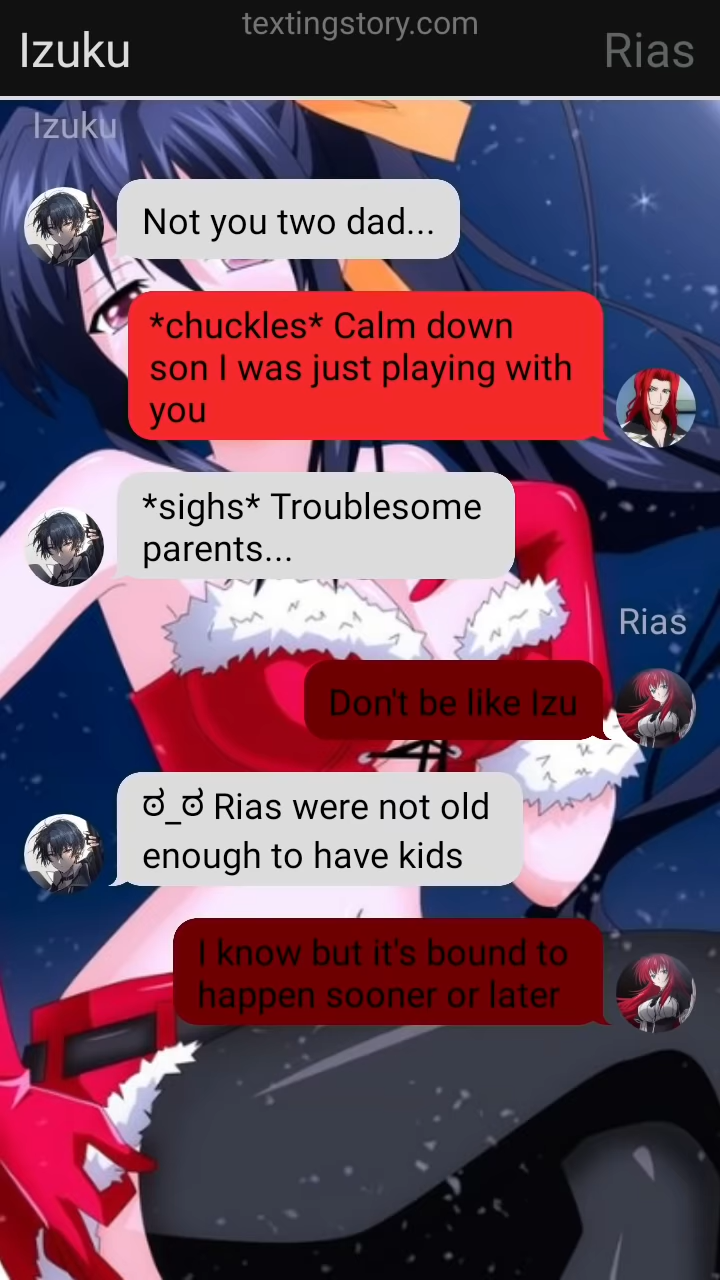 textingstory.com
Izuku
Rias
Izuku
Not you two dad...
*chuckles* Calm down
son I was just playing with
you
*sighs* Troublesome
parents...
Rias
Don't be like Izu
ಠ_ಠ Rias were not old
enough to have kids
I know but it's bound to
happen sooner or later